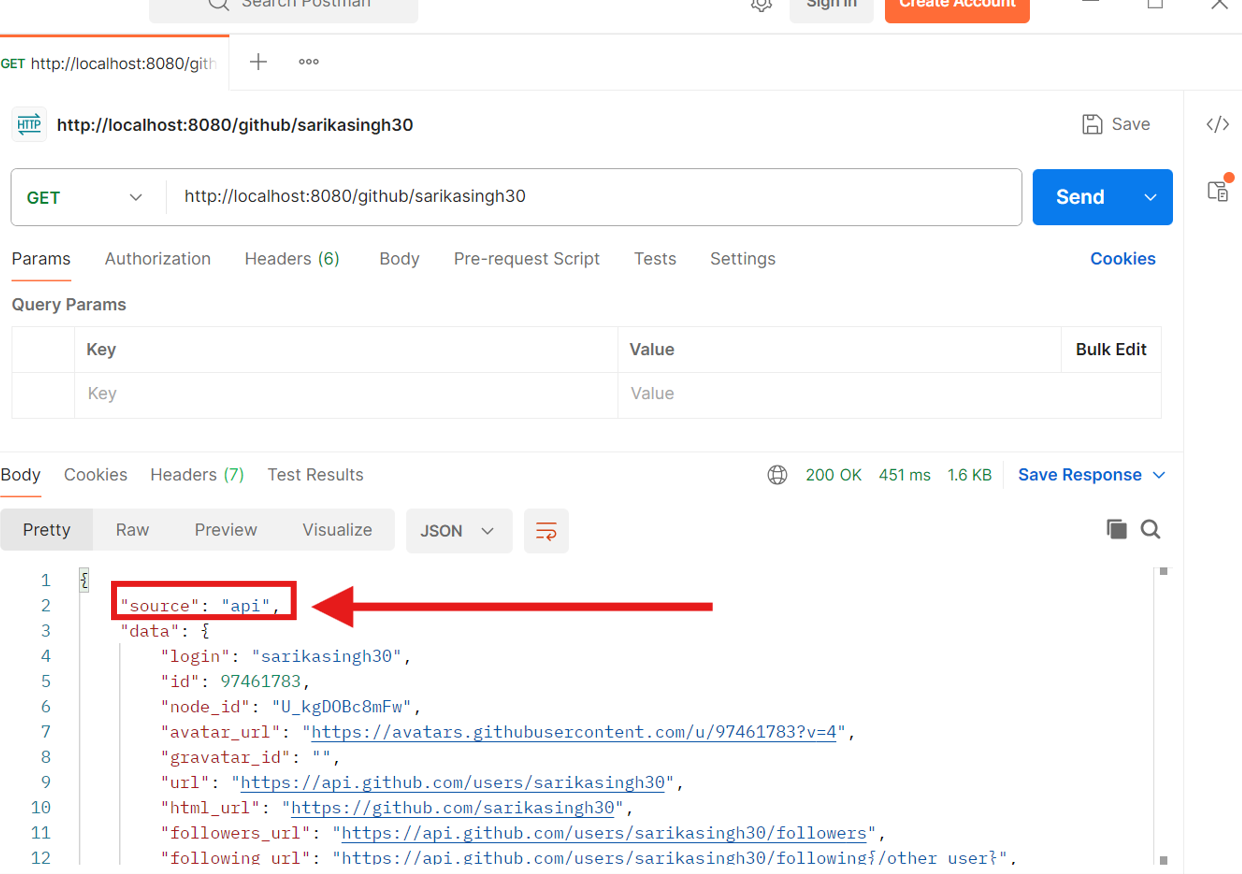 Search Postman
Sign In
Create Account
GET http://localhost:8080/gith
HTTP http://localhost:8080/github/sarikasingh30
Save
</>
GET http://localhost:8080/github/sarikasingh30
Send
Params Authorization Headers (6) Body Pre-request Script Tests Settings Cookies
Query Params
Key Value Bulk Edit
Key Value
Body Cookies Headers (7) Test Results 200 OK 451 ms 1.6 KB Save Response
Pretty Raw Preview Visualize JSON
1 {
2 "source": "api",
3 "data": {
4 "login": "sarikasingh30",
5 "id": 97461783,
6 "node_id": "U_kgDOBc8mFw",
7 "avatar_url": "https://avatars.githubusercontent.com/u/97461783?v=4",
8 "gravatar_id": "",
9 "url": "https://api.github.com/users/sarikasingh30",
10 "html_url": "https://github.com/sarikasingh30",
11 "followers_url": "https://api.github.com/users/sarikasingh30/followers",
12 "following_url": "https://api.github.com/users/sarikasingh30/following{/other_user}",